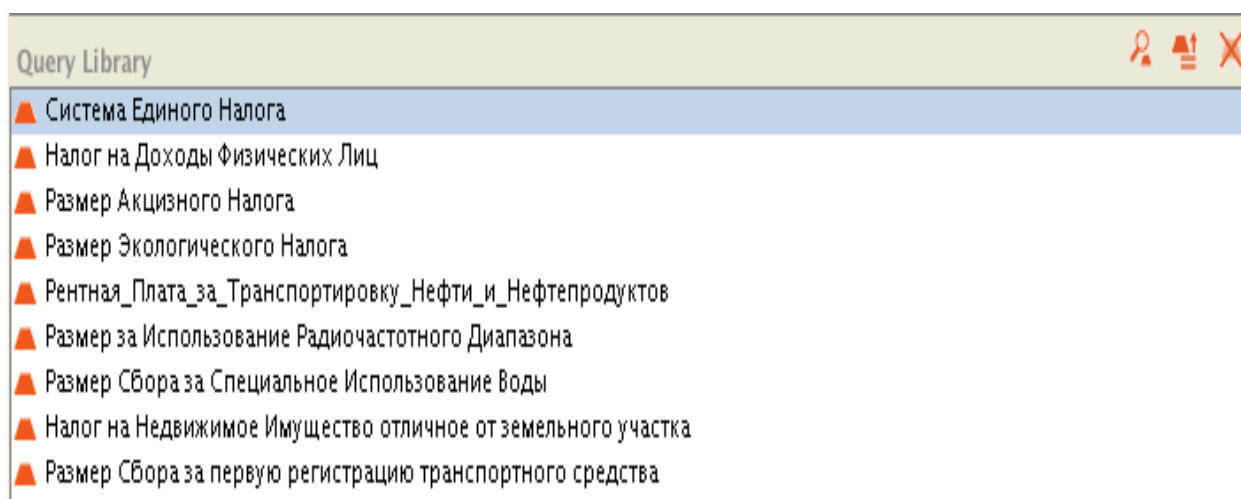 Query Library
Система Единого Налога
Налог на Доходы Физических Лиц
Размер Акцизного Налога
Размер Экологического Налога
Рентная_Плата_за_Транспортировку_Нефти_и_Нефтепродуктов
Размер за Использование Радиочастотного Диапазона
Размер Сбора за Специальное Использование Воды
Налог на Недвижимое Имущество отличное от земельного участка
Размер Сбора за первую регистрацию транспортного средства